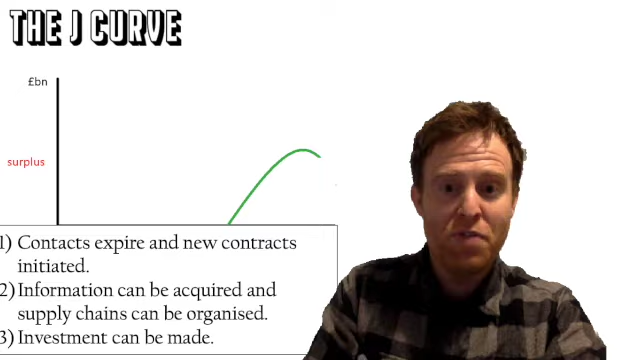 THE J CURVE
£bn
surplus
1) Contacts expire and new contracts
initiated.
2) Information can be acquired and
supply chains can be organised.
3) Investment can be made.